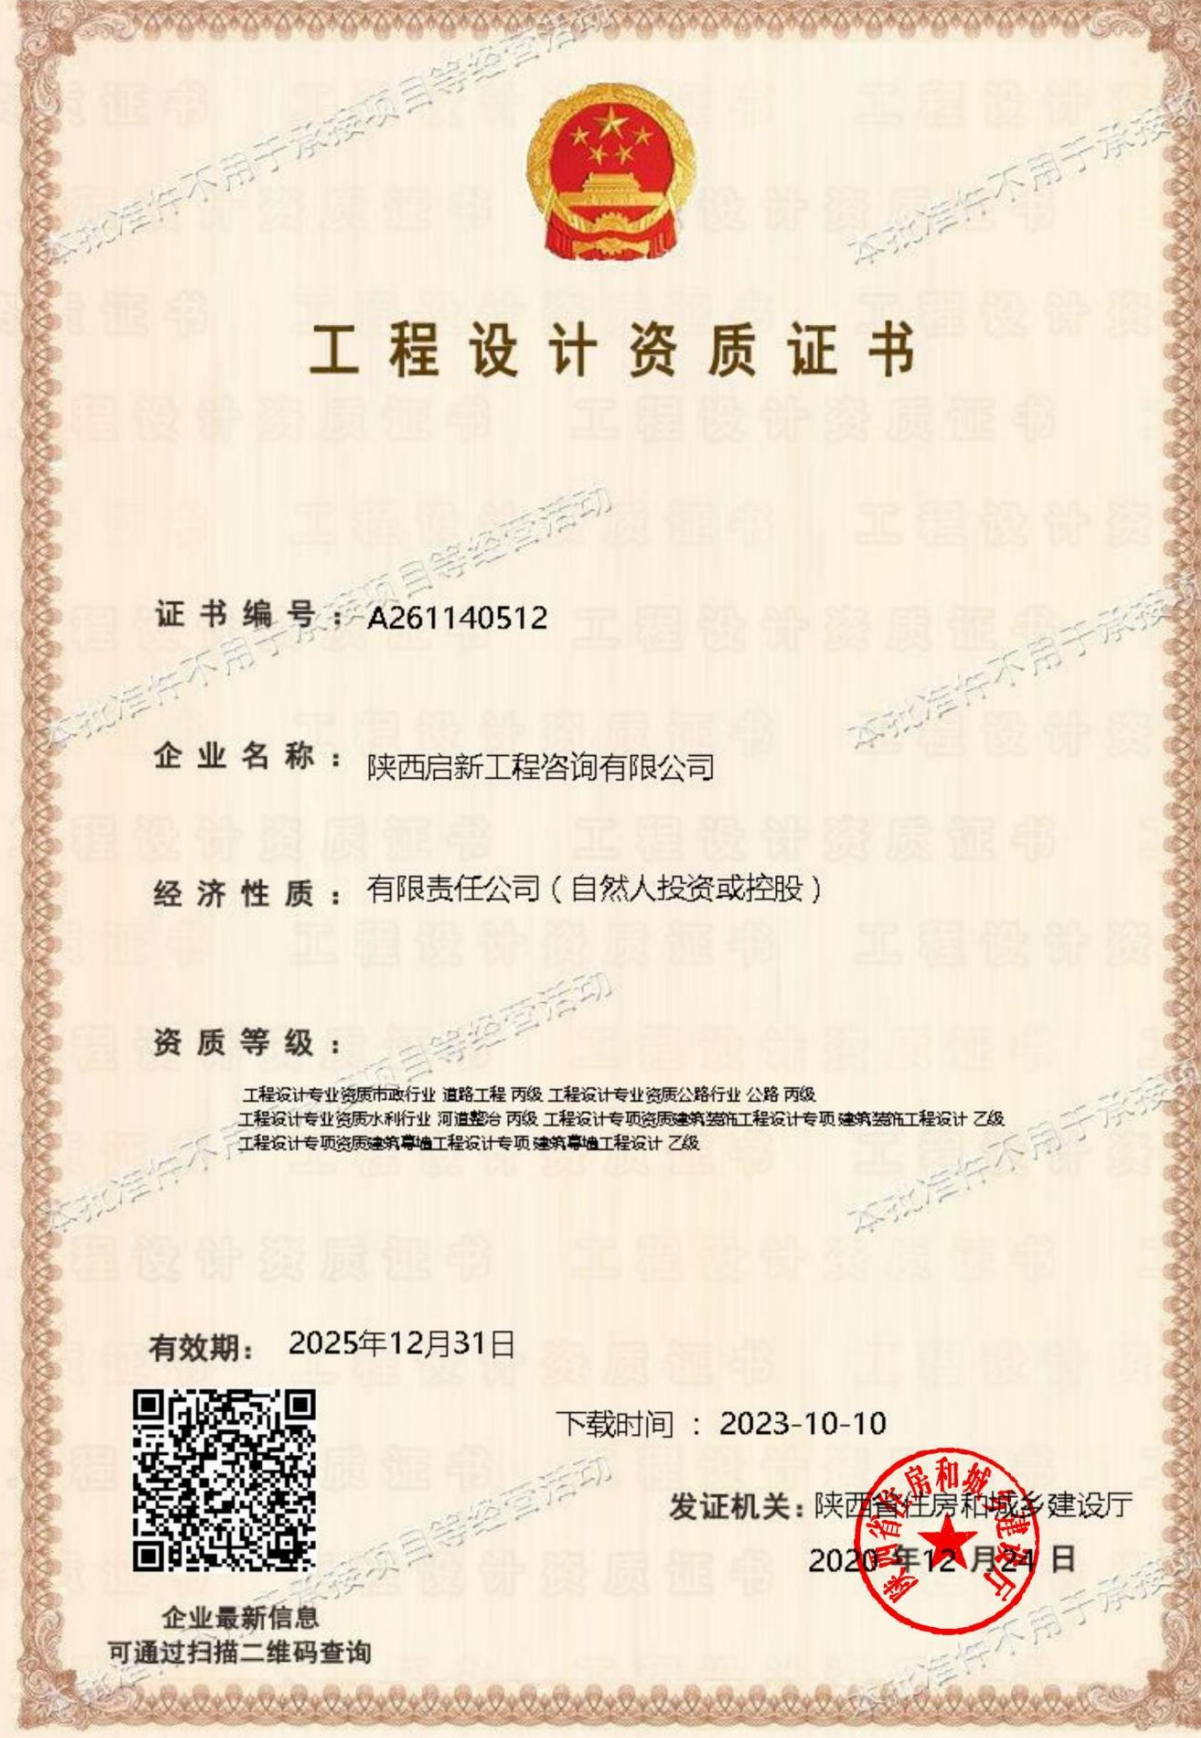 工程设计资质证书
证书编号：A261140512
企业名称：陕西启新工程咨询有限公司
经济性质：有限责任公司（自然人投资或控股）
资质等级：
工程设计专业资质市政行业 道路工程 丙级 工程设计专业资质公路行业 公路 丙级
工程设计专业资质水利行业 河道整治 丙级 工程设计专项资质建筑装饰工程设计专项 建筑装饰工程设计 乙级
工程设计专项资质建筑幕墙工程设计专项 建筑幕墙工程设计 乙级
有效期： 2025年12月31日
下载时间 ： 2023-10-10
发证机关：陕西省住房和城乡建设厅
2020 年12 月24 日
陕西省住房和城乡建设厅
企业最新信息
可通过扫描二维码查询
本批准件不用于承接项目等经营活动